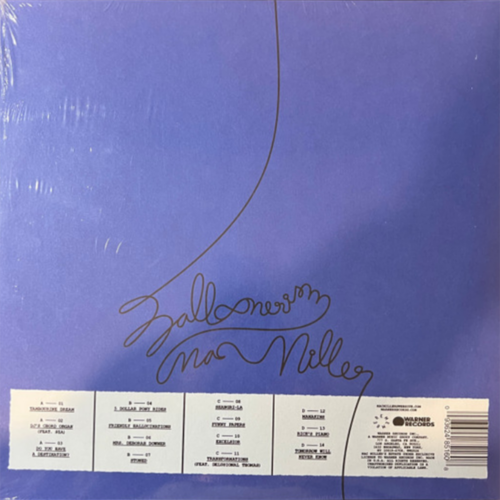 Balloonerism
Mac Miller
A — 01
TAMBOURINE DREAM
A — 02
DJ'S CHORD ORGAN
(FEAT. SZA)
A — 03
DO YOU HAVE
A DESTINATION?
B — 04
5 DOLLAR PONY RIDES
B — 05
FRIENDLY HALLUCINATIONS
B — 06
MRS. DEBORAH DOWNER
B — 07
STONED
C — 08
SHANGRI-LA
C — 09
FUNNY PAPERS
C — 10
EXCELSIOR
C — 11
TRANSFORMATIONS
(FEAT. DELUSIONAL THOMAS)
D — 12
MANAKINS
D — 13
RICK'S PIANO
D — 14
TOMORROW WILL
NEVER KNOW
WARNER
RECORDS